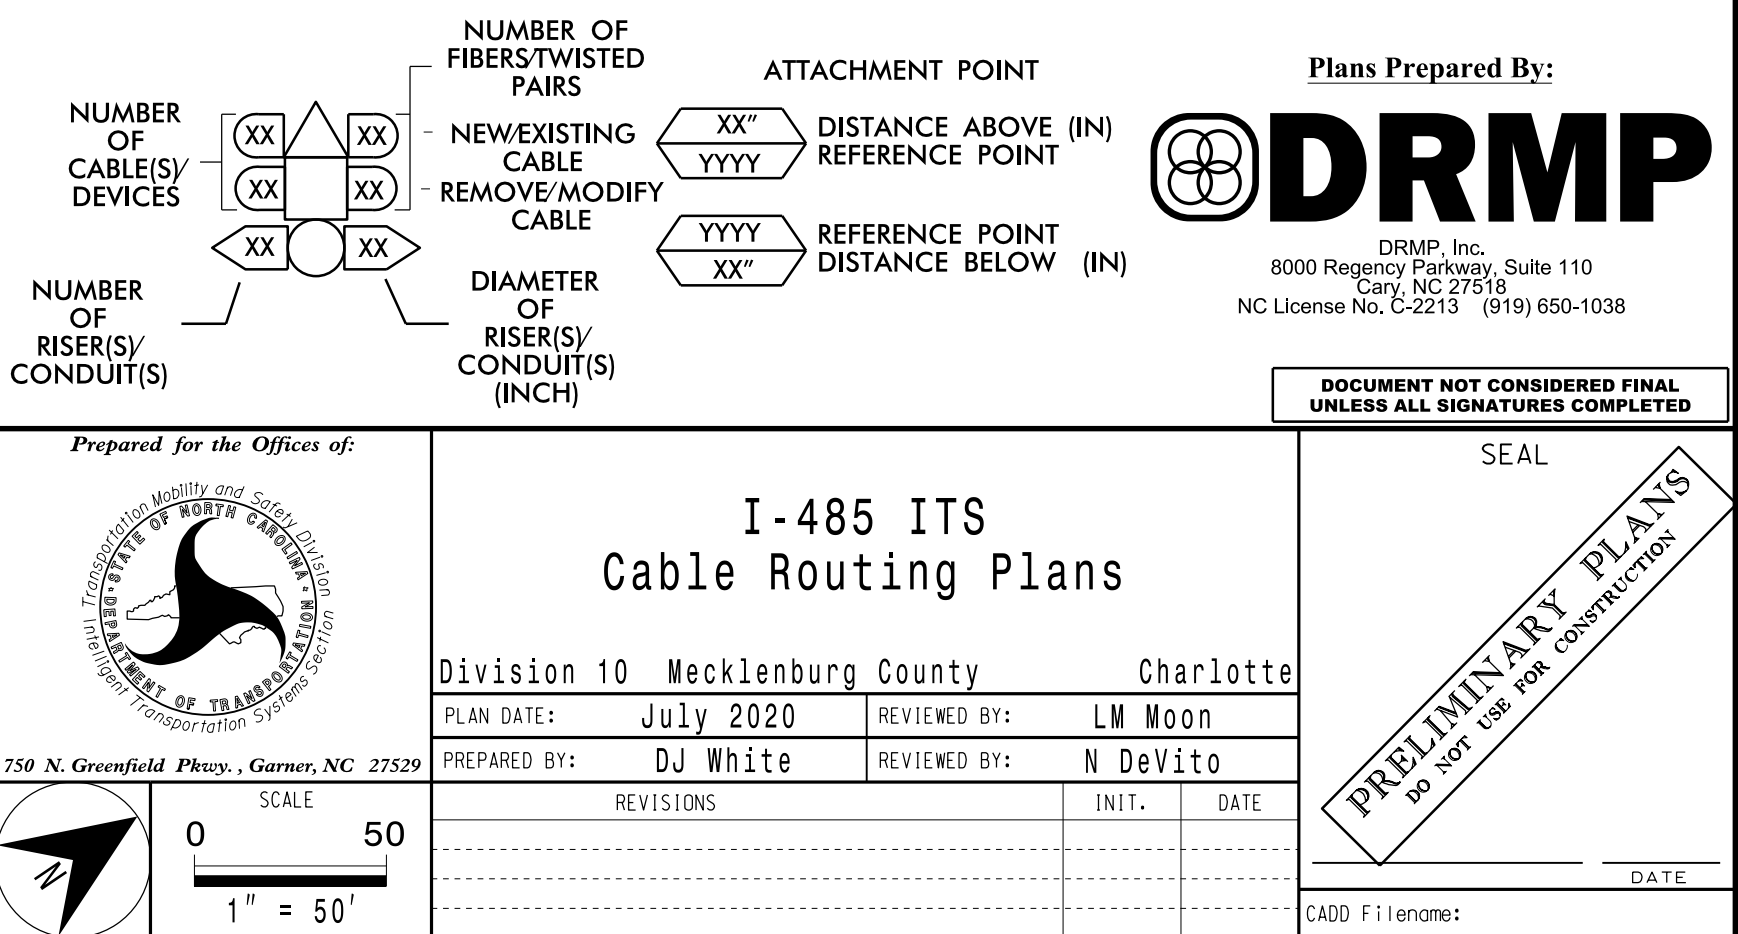 NUMBER OF
FIBERS/TWISTED
PAIRS
NUMBER
OF
CABLE(S)/
DEVICES
XX
XX
XX
XX
NEW/EXISTING
CABLE
REMOVE/MODIFY
CABLE
XX
XX
NUMBER
OF
RISER(S)/
CONDUIT(S)
DIAMETER
OF
RISER(S)/
CONDUIT(S)
(INCH)
ATTACHMENT POINT
XX"
YYYY
DISTANCE ABOVE (IN)
REFERENCE POINT
YYYY
XX"
REFERENCE POINT
DISTANCE BELOW (IN)
Plans Prepared By:
DRMP
DRMP, Inc.
8000 Regency Parkway, Suite 110
Cary, NC 27518
NC License No. C-2213 (919) 650-1038
DOCUMENT NOT CONSIDERED FINAL
UNLESS ALL SIGNATURES COMPLETED
Prepared for the Offices of:
Transportation Mobility and Safety Division
STATE OF NORTH CAROLINA
DEPARTMENT OF TRANSPORTATION
Intelligent Transportation Systems Section
750 N. Greenfield Pkwy. , Garner, NC 27529
I-485 ITS
Cable Routing Plans
Division 10 Mecklenburg County Charlotte
PLAN DATE: July 2020 REVIEWED BY: LM Moon
PREPARED BY: DJ White REVIEWED BY: N DeVito
REVISIONS INIT. DATE
N
SCALE
0 50
1" = 50'
SEAL
PRELIMINARY PLANS
DO NOT USE FOR CONSTRUCTION
DATE
CADD Filename: